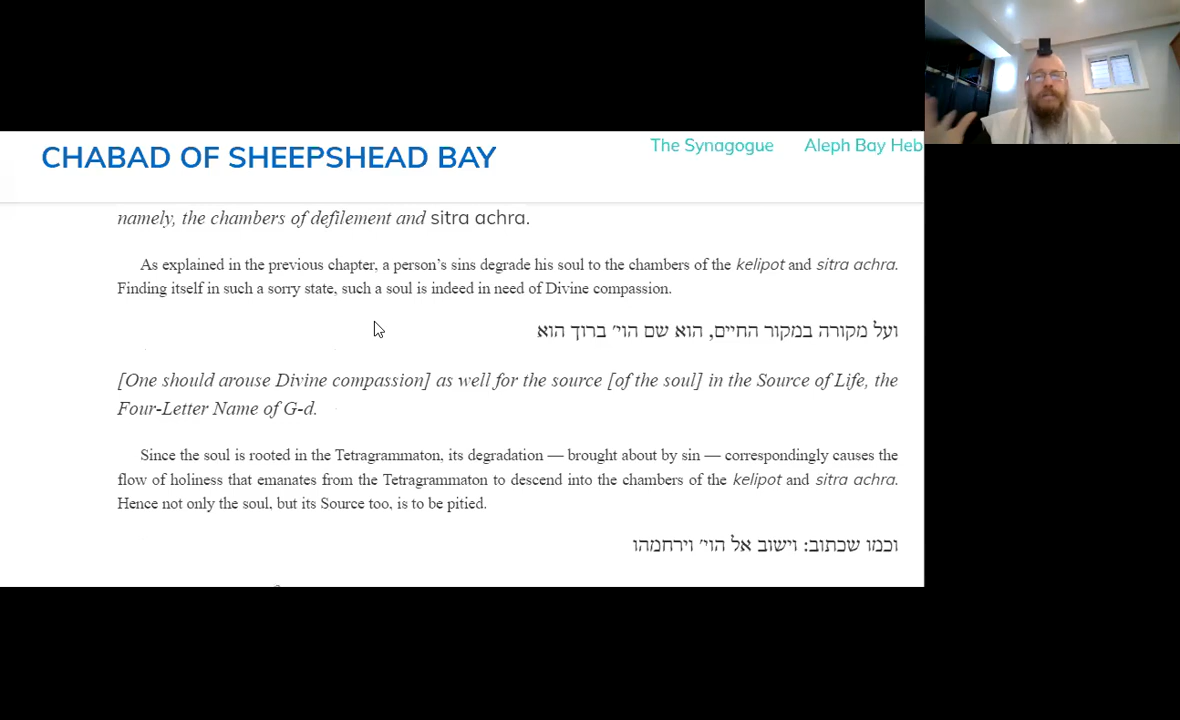 CHABAD OF SHEEPSHEAD BAY
The Synagogue
Aleph Bay Heb
namely, the chambers of defilement and sitra achra.
As explained in the previous chapter, a person’s sins degrade his soul to the chambers of the kelipot and sitra achra.
Finding itself in such a sorry state, such a soul is indeed in need of Divine compassion.
ועל מקורה במקור החיים, הוא שם הוי׳ ברוך הוא
[One should arouse Divine compassion] as well for the source [of the soul] in the Source of Life, the
Four-Letter Name of G-d.
Since the soul is rooted in the Tetragrammaton, its degradation — brought about by sin — correspondingly causes the
flow of holiness that emanates from the Tetragrammaton to descend into the chambers of the kelipot and sitra achra.
Hence not only the soul, but its Source too, is to be pitied.
וכמו שכתוב: וישוב אל הוי׳ וירחמהו